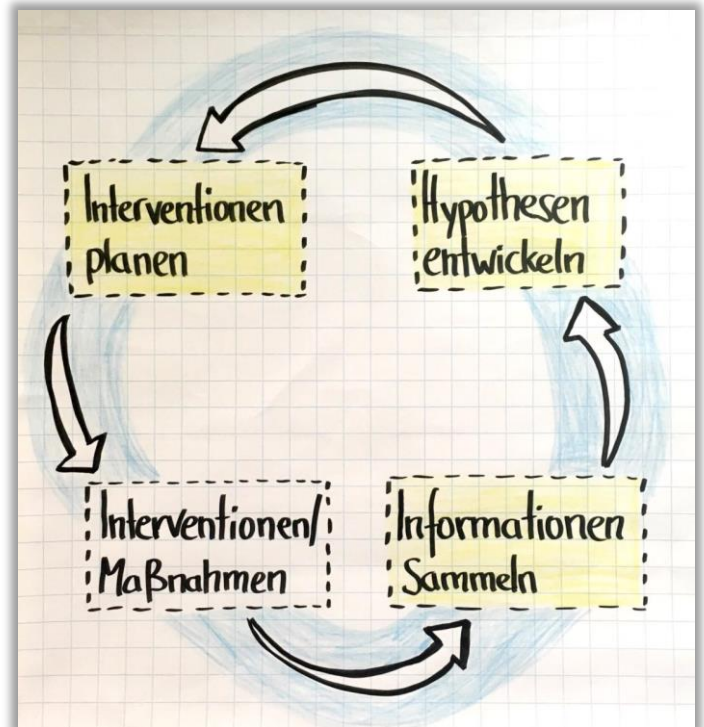 Interventionen
planen
Hypothesen
entwickeln
Interventionen/
Maßnahmen
Informationen
Sammeln